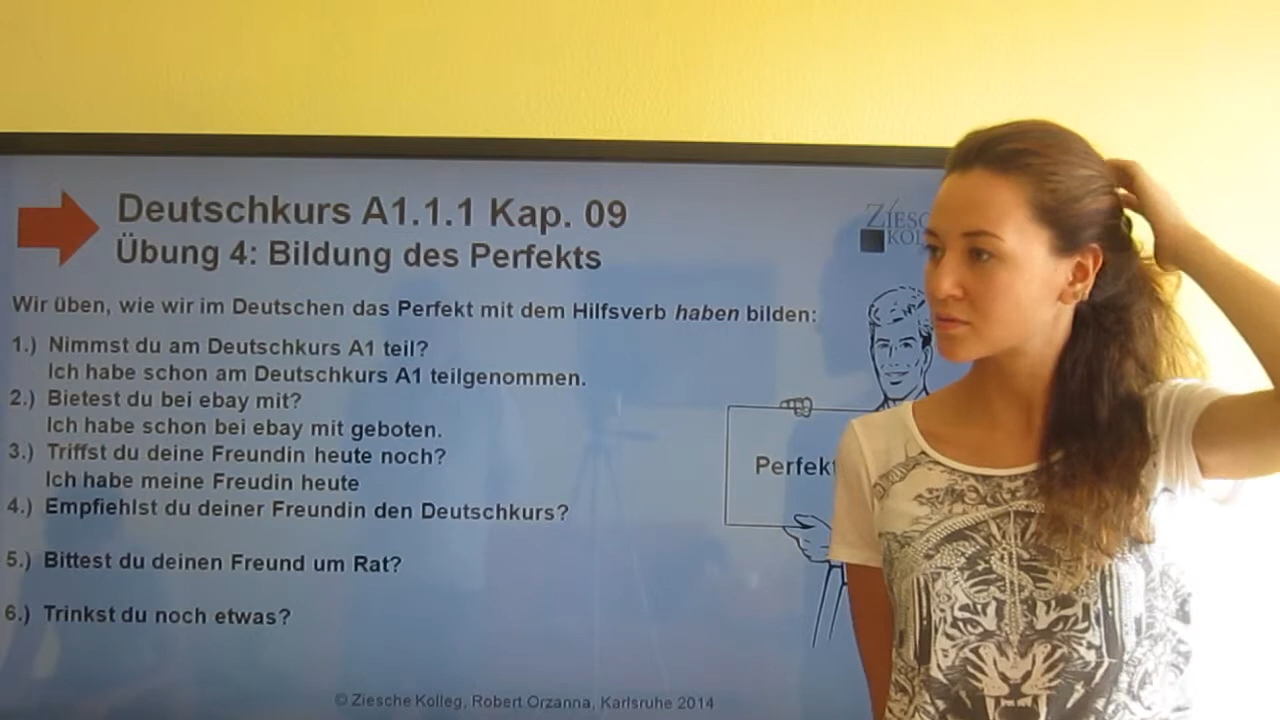 Deutschkurs A1.1.1 Kap. 09
Übung 4: Bildung des Perfekts
Wir üben, wie wir im Deutschen das Perfekt mit dem Hilfsverb haben bilden:
1.) Nimmst du am Deutschkurs A1 teil?
Ich habe schon am Deutschkurs A1 teilgenommen.
2.) Bietest du bei ebay mit?
Ich habe schon bei ebay mit geboten.
3.) Triffst du deine Freundin heute noch?
Ich habe meine Freudin heute
4.) Empfiehlst du deiner Freundin den Deutschkurs?
5.) Bittest du deinen Freund um Rat?
6.) Trinkst du noch etwas?
Perfekt
© Ziesche Kolleg, Robert Orzanna, Karlsruhe 2014